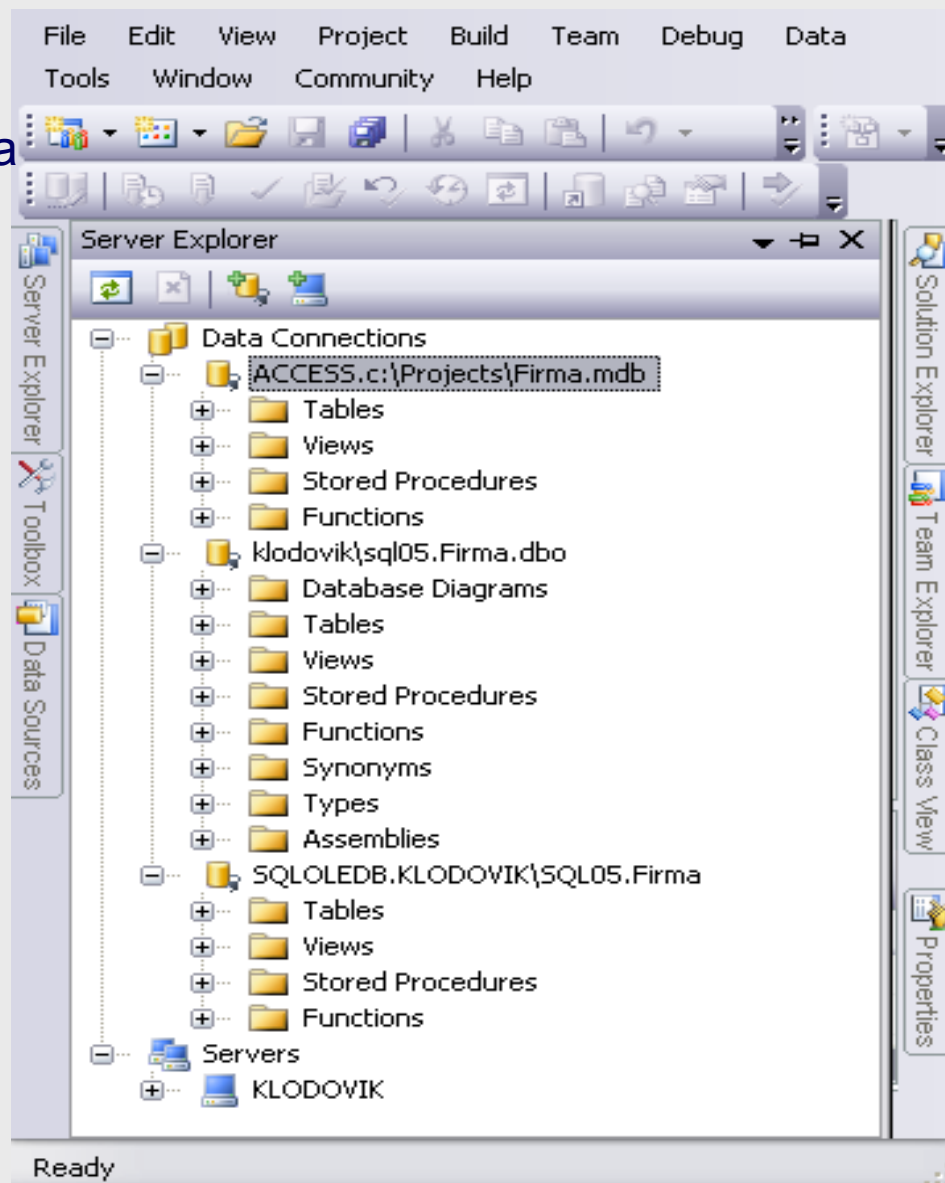 File Edit View Project Build Team Debug Data
Tools Window Community Help
a
Server Explorer
Server Explorer
Toolbox
Data Sources
Data Connections
ACCESS.c:\Projects\Firma.mdb
Tables
Views
Stored Procedures
Functions
klodovik\sql05.Firma.dbo
Database Diagrams
Tables
Views
Stored Procedures
Functions
Synonyms
Types
Assemblies
SQLOLEDB.KLODOVIK\SQL05.Firma
Tables
Views
Stored Procedures
Functions
Servers
KLODOVIK
Solution Explorer
Team Explorer
Class View
Properties
Ready